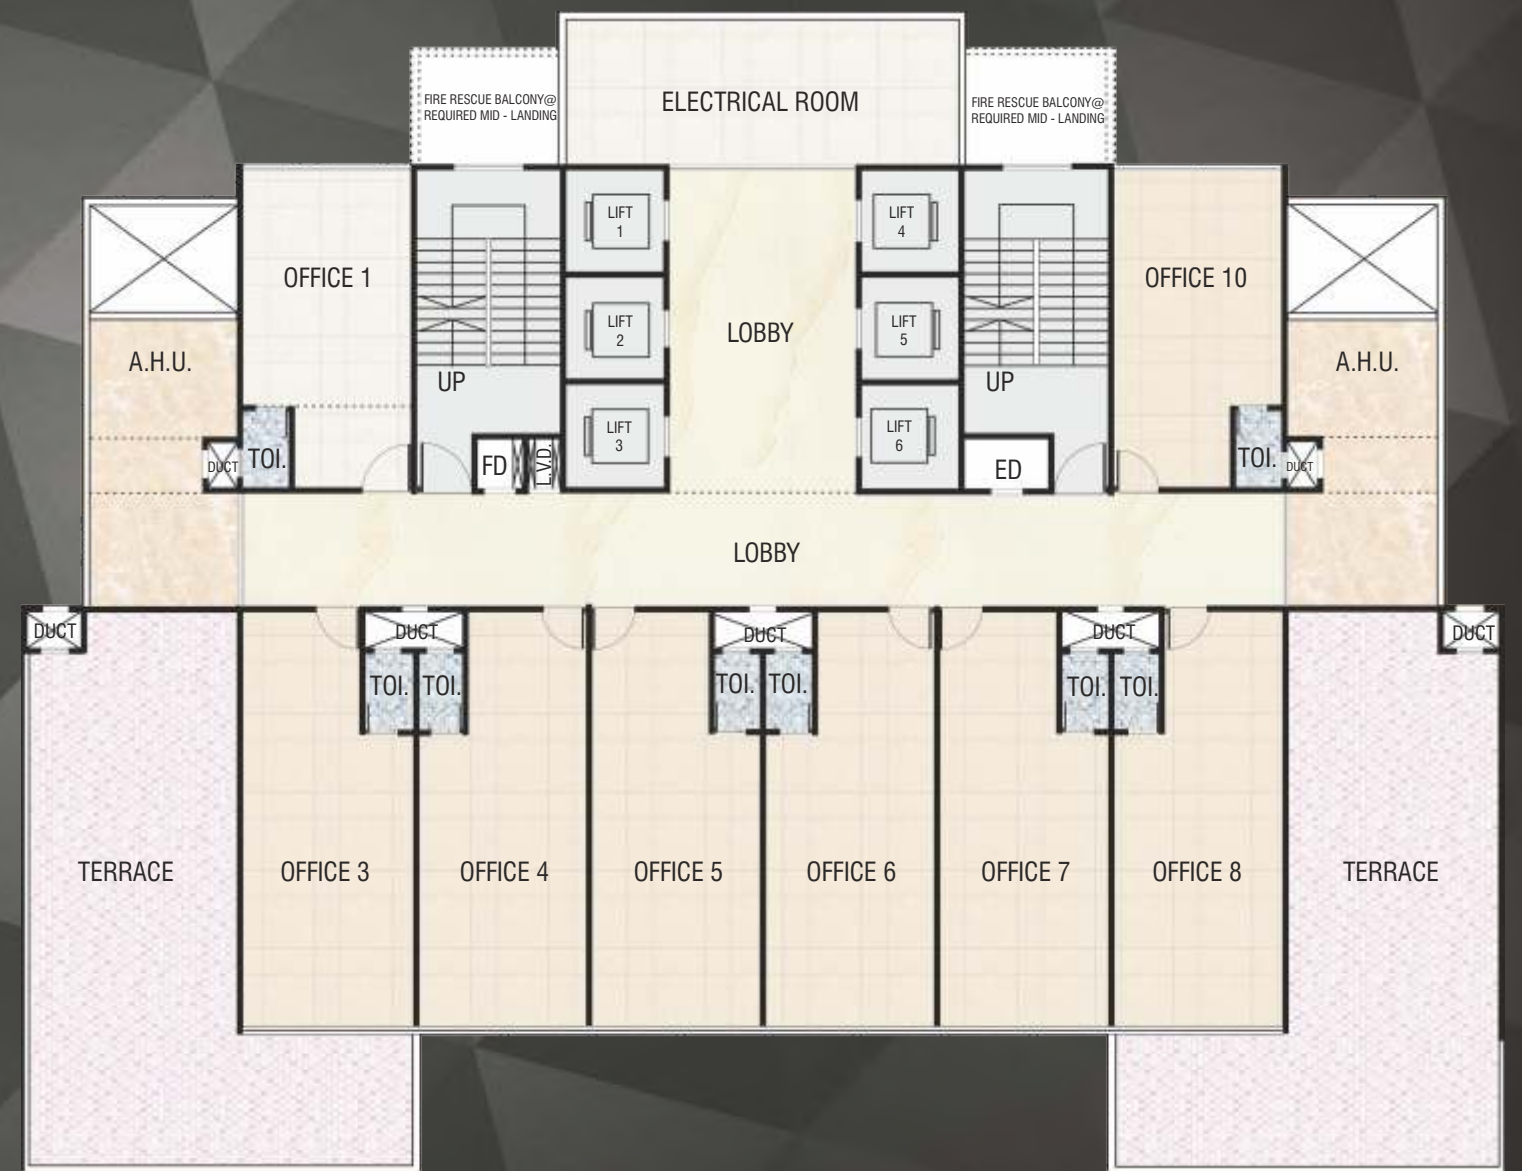 ELECTRICAL ROOM
FIRE RESCUE BALCONY@
REQUIRED MID - LANDING
FIRE RESCUE BALCONY@
REQUIRED MID - LANDING
LIFT
1
LIFT
4
OFFICE 1
OFFICE 10
LIFT
2
LOBBY
LIFT
5
A.H.U.
A.H.U.
UP
UP
LIFT
3
LIFT
6
DUCT
TOI.
FD
L.V.D.
ED
TOI.
DUCT
LOBBY
DUCT
DUCT
DUCT
DUCT
DUCT
TOI.
TOI.
TOI.
TOI.
TOI.
TOI.
TERRACE
OFFICE 3
OFFICE 4
OFFICE 5
OFFICE 6
OFFICE 7
OFFICE 8
TERRACE